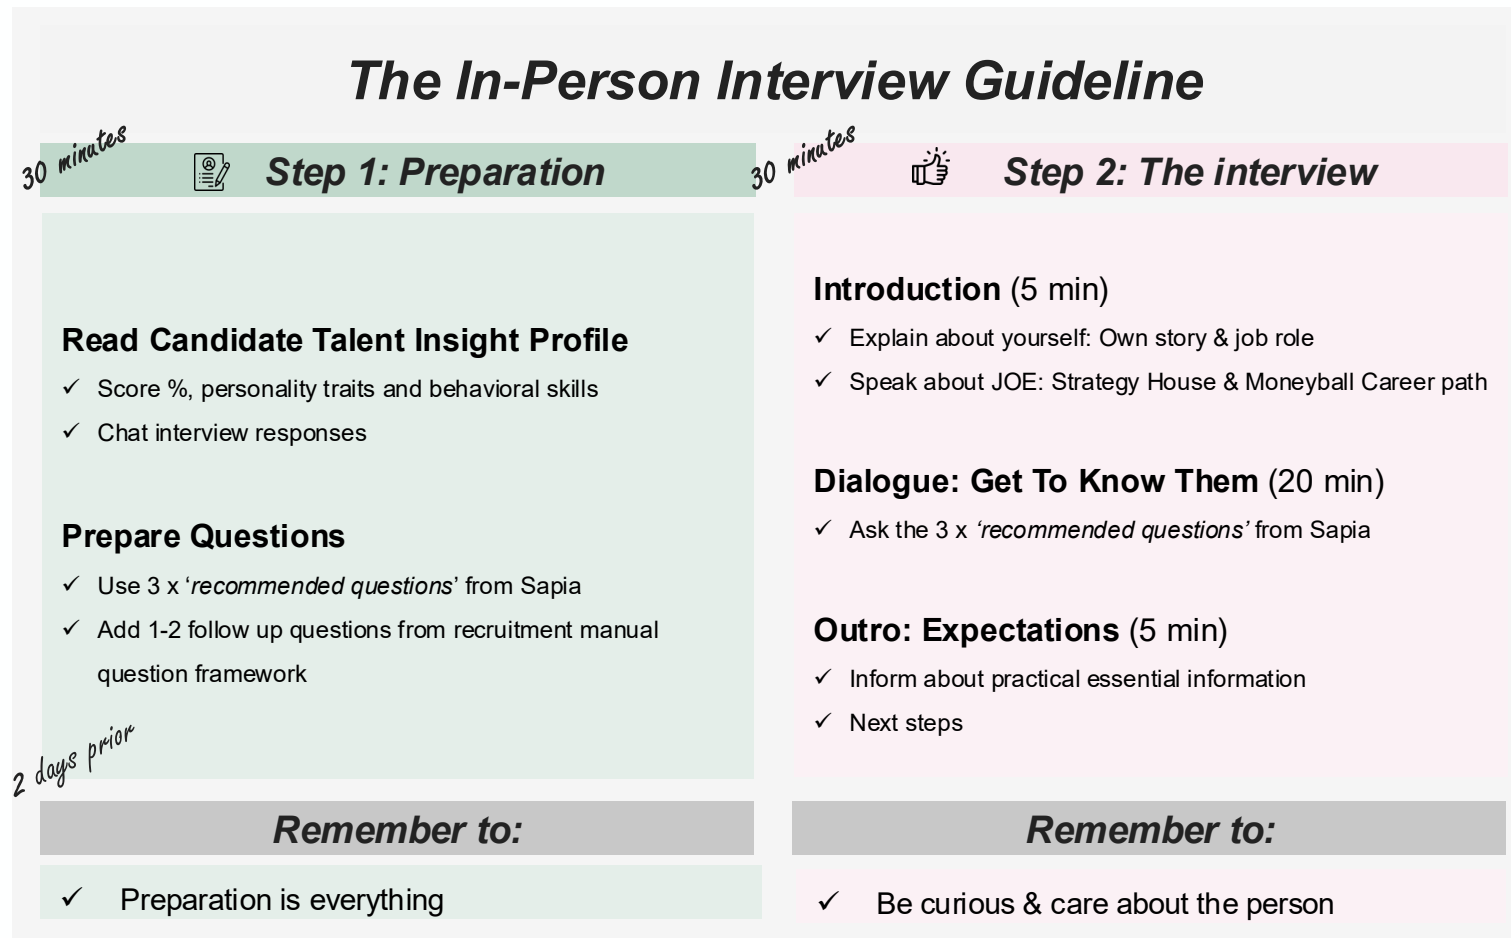 The In-Person Interview Guideline
30 minutes
Step 1: Preparation
Read Candidate Talent Insight Profile
✓ Score %, personality traits and behavioral skills
✓ Chat interview responses
Prepare Questions
✓ Use 3 x ‘recommended questions’ from Sapia
✓ Add 1-2 follow up questions from recruitment manual
question framework
2 days prior
Remember to:
✓ Preparation is everything
30 minutes
Step 2: The interview
Introduction (5 min)
✓ Explain about yourself: Own story & job role
✓ Speak about JOE: Strategy House & Moneyball Career path
Dialogue: Get To Know Them (20 min)
✓ Ask the 3 x ‘recommended questions’ from Sapia
Outro: Expectations (5 min)
✓ Inform about practical essential information
✓ Next steps
Remember to:
✓ Be curious & care about the person